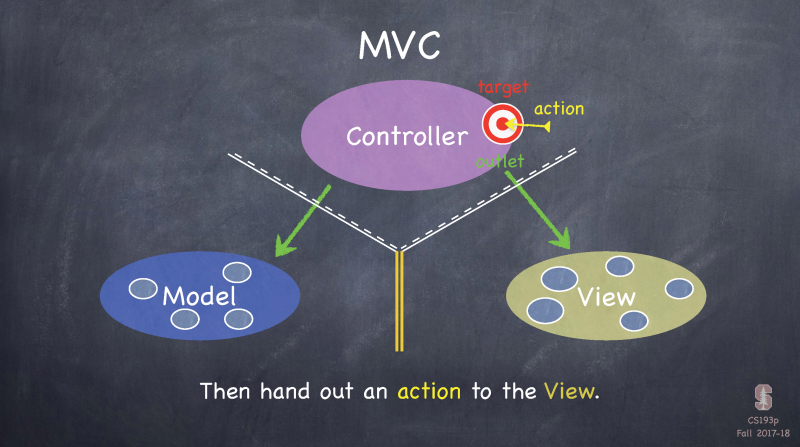 MVC
target
action
Controller
outlet
Model
View
Then hand out an action to the View.
S
CS193p
Fall 2017-18